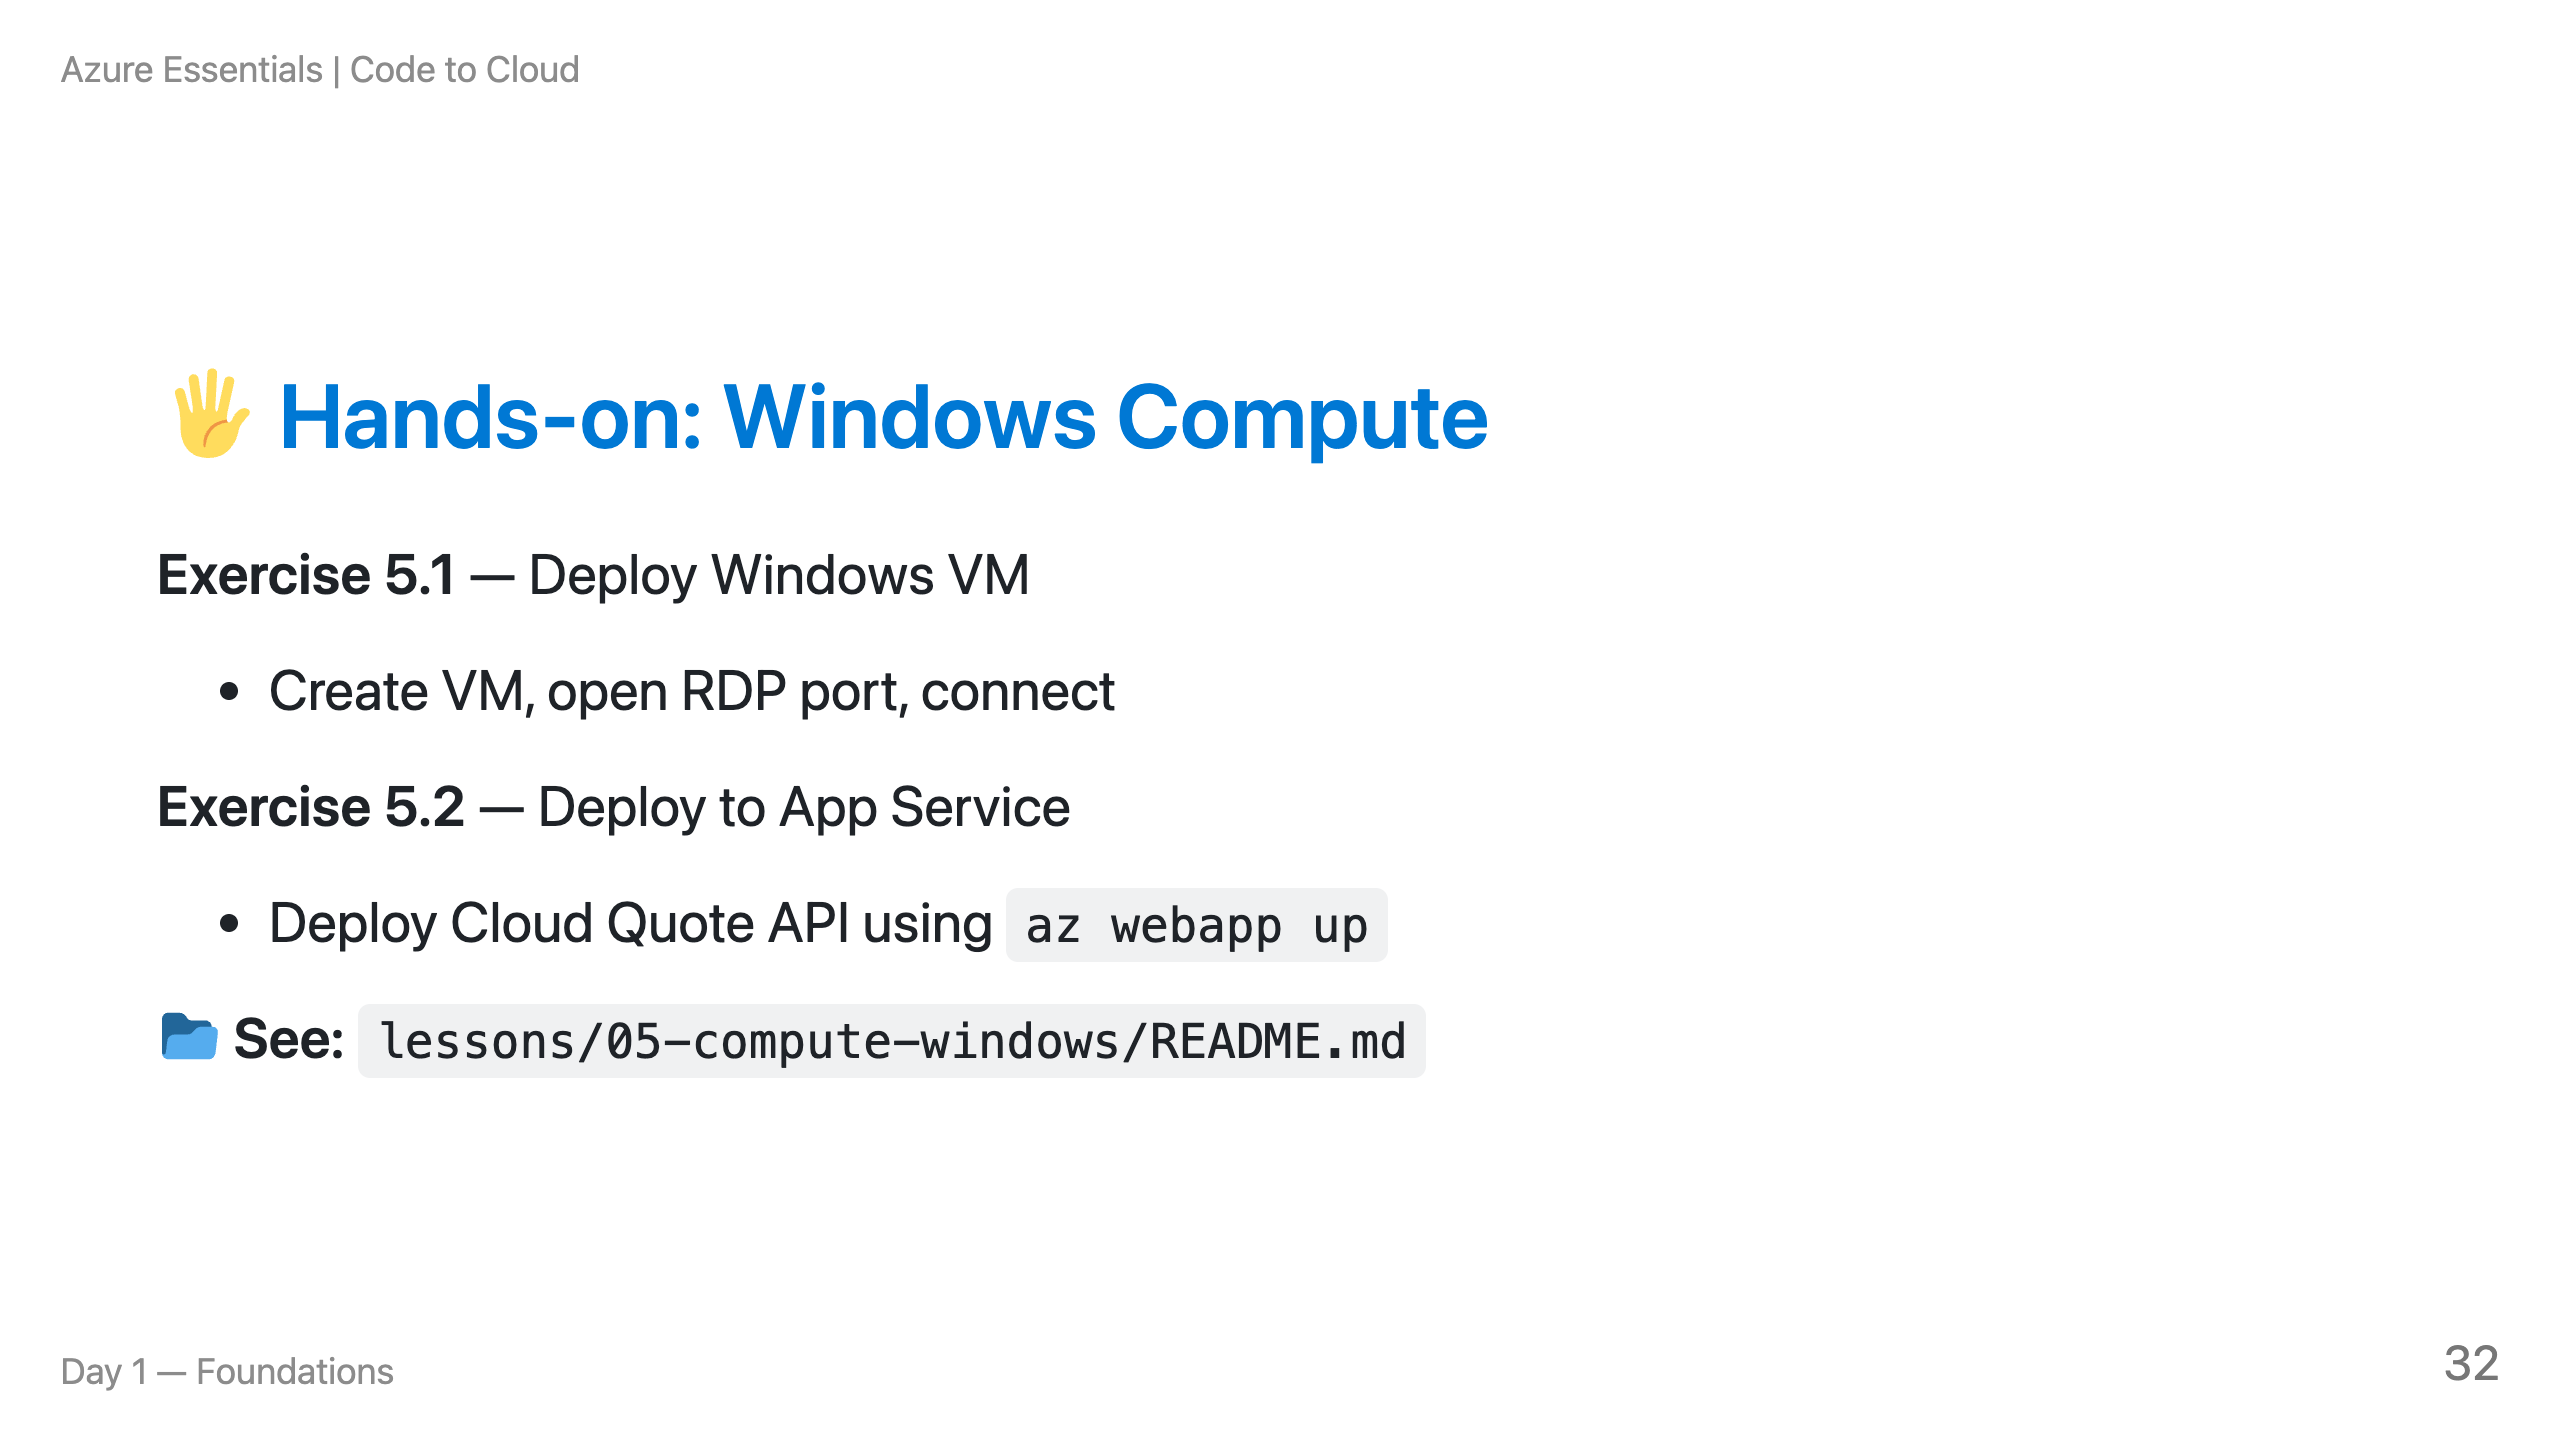 Azure Essentials | Code to Cloud
🖐 Hands-on: Windows Compute
Exercise 5.1 — Deploy Windows VM
• Create VM, open RDP port, connect
Exercise 5.2 — Deploy to App Service
• Deploy Cloud Quote API using az webapp up
📂 See: lessons/05-compute-windows/README.md
Day 1 — Foundations
32